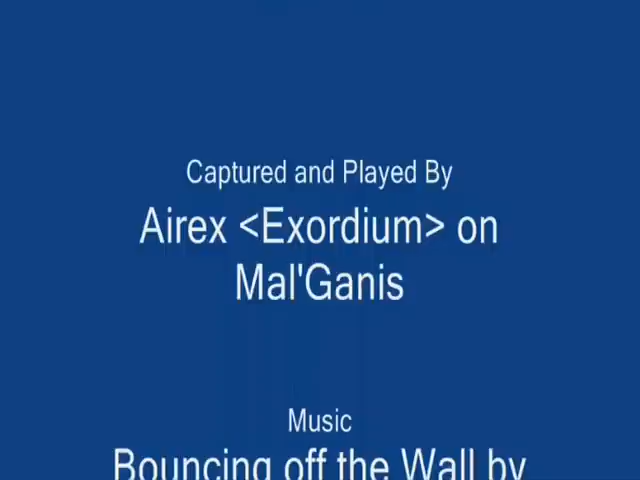 Captured and Played By
Airex <Exordium> on
Mal'Ganis
Music
Bouncing off the Wall by